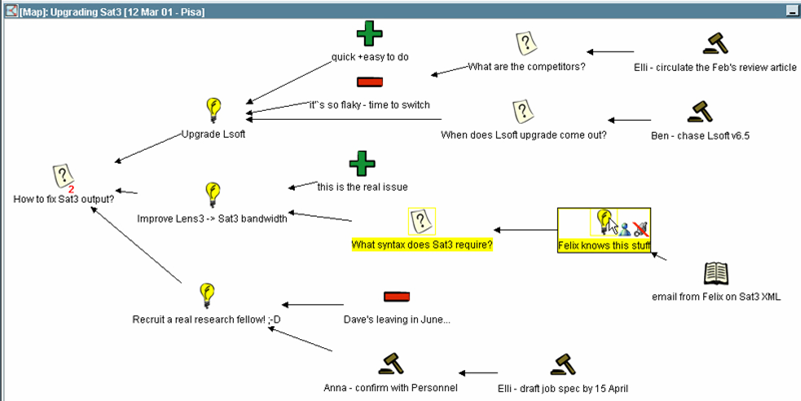 [Map]: Upgrading Sat3 [12 Mar 01 - Pisa]
quick +easy to do
What are the competitors?
Elli - circulate the Feb's review article
it''s so flaky - time to switch
Upgrade Lsoft
When does Lsoft upgrade come out?
Ben - chase Lsoft v6.5
2
How to fix Sat3 output?
this is the real issue
Improve Lens3 -> Sat3 bandwidth
What syntax does Sat3 require?
Felix knows this stuff
email from Felix on Sat3 XML
Recruit a real research fellow! ;-D
Dave's leaving in June...
Anna - confirm with Personnel
Elli - draft job spec by 15 April